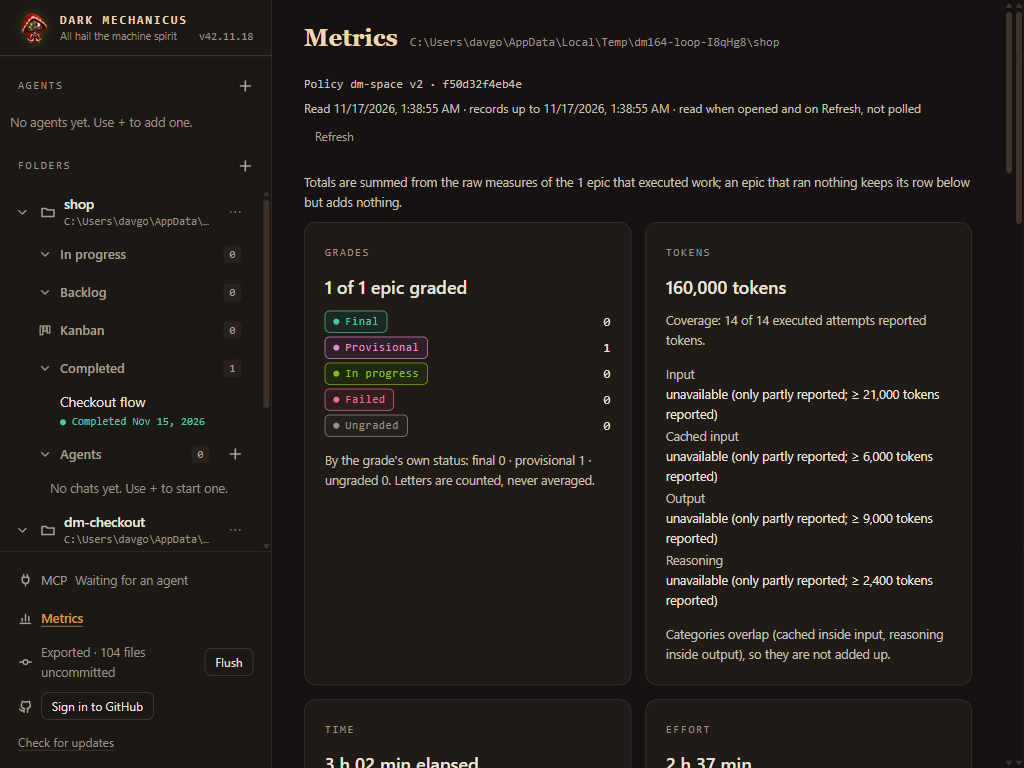 DARK MECHANICUS
All hail the machine spirit v42.11.18
AGENTS
No agents yet. Use + to add one.
FOLDERS
shop
C:\Users\davgo\AppData\…
In progress 0
Backlog 0
Kanban 0
Completed 1
Checkout flow
Completed Nov 15, 2026
Agents 0
No chats yet. Use + to start one.
dm-checkout
C:\Users\davgo\AppData\…
MCP Waiting for an agent
Metrics
Exported · 104 files
uncommitted
Flush
Sign in to GitHub
Check for updates
Metrics C:\Users\davgo\AppData\Local\Temp\dm164-loop-I8qHg8\shop
Policy dm-space v2 · f50d32f4eb4e
Read 11/17/2026, 1:38:55 AM · records up to 11/17/2026, 1:38:55 AM · read when opened and on Refresh, not polled
Refresh
Totals are summed from the raw measures of the 1 epic that executed work; an epic that ran nothing keeps its row below
but adds nothing.
GRADES
1 of 1 epic graded
Final 0
Provisional 1
In progress 0
Failed 0
Ungraded 0
By the grade's own status: final 0 · provisional 1 ·
ungraded 0. Letters are counted, never averaged.
TOKENS
160,000 tokens
Coverage: 14 of 14 executed attempts reported
tokens.
Input
unavailable (only partly reported; ≥ 21,000 tokens
reported)
Cached input
unavailable (only partly reported; ≥ 6,000 tokens
reported)
Output
unavailable (only partly reported; ≥ 9,000 tokens
reported)
Reasoning
unavailable (only partly reported; ≥ 2,400 tokens
reported)
Categories overlap (cached inside input, reasoning
inside output), so they are not added up.
TIME
3 h 02 min elapsed
EFFORT
2 h 37 min